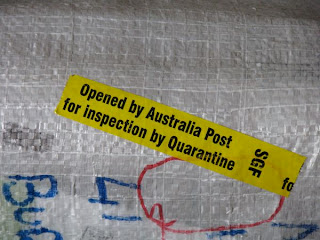 Opened by Australia Post
for inspection by Quarantine
SGF
fo